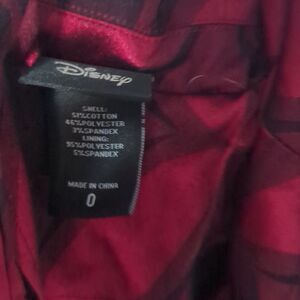 Disney
SHELL:
51%COTTON
46%POLYESTER
3%SPANDEX
LINING:
95%POLYESTER
5%SPANDEX
MADE IN CHINA
0